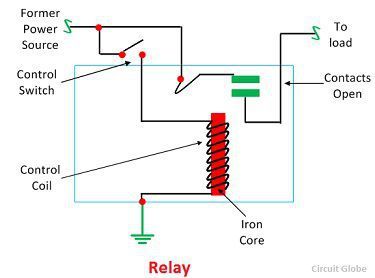 Former
Power
Source
To
load
Control
Switch
Contacts
Open
Control
Coil
Iron
Core
Relay
Circuit Globe